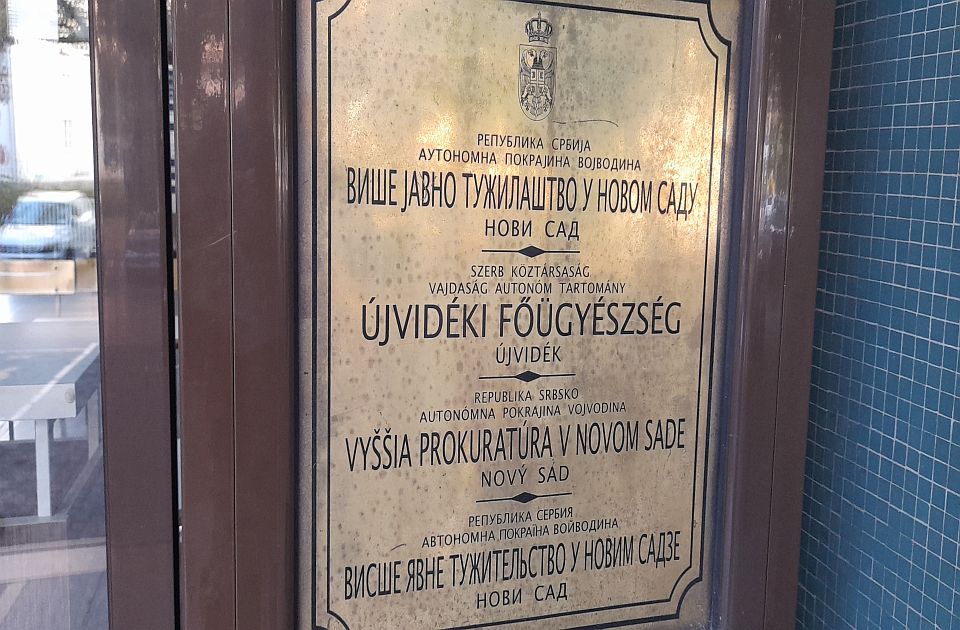 РЕПУБЛИКА СРБИЈА
АУТОНОМНА ПОКРАЈИНА ВОЈВОДИНА
ВИШЕ ЈАВНО ТУЖИЛАШТВО У НОВОМ САДУ
НОВИ САД
SZERB KÖZTÁRSASÁG
VAJDASÁG AUTONÓM TARTOMÁNY
ÚJVIDÉKI FŐÜGYÉSZSÉG
ÚJVIDÉK
REPUBLIKA SRBSKO
AUTONÓMNA POKRAJINA VOJVODINA
VYŠŠIA PROKURATÚRA V NOVOM SADE
NOVÝ SAD
РЕПУБЛИКА СЕРБИЯ
АВТОНОМНА ПОКРАЇНА ВОЙВОДИНА
ВИСШЕ ЯВНЕ ТУЖИТЕЛЬСТВО У НОВИМ САДЗЕ
НОВИ САД